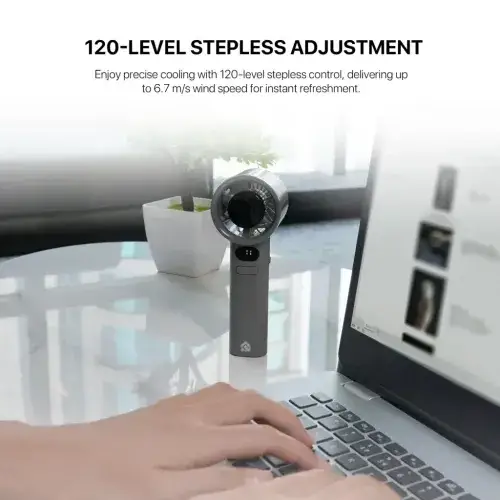 120-LEVEL STEPLESS ADJUSTMENT
Enjoy precise cooling with 120-level stepless control, delivering up
to 6.7 m/s wind speed for instant refreshment.